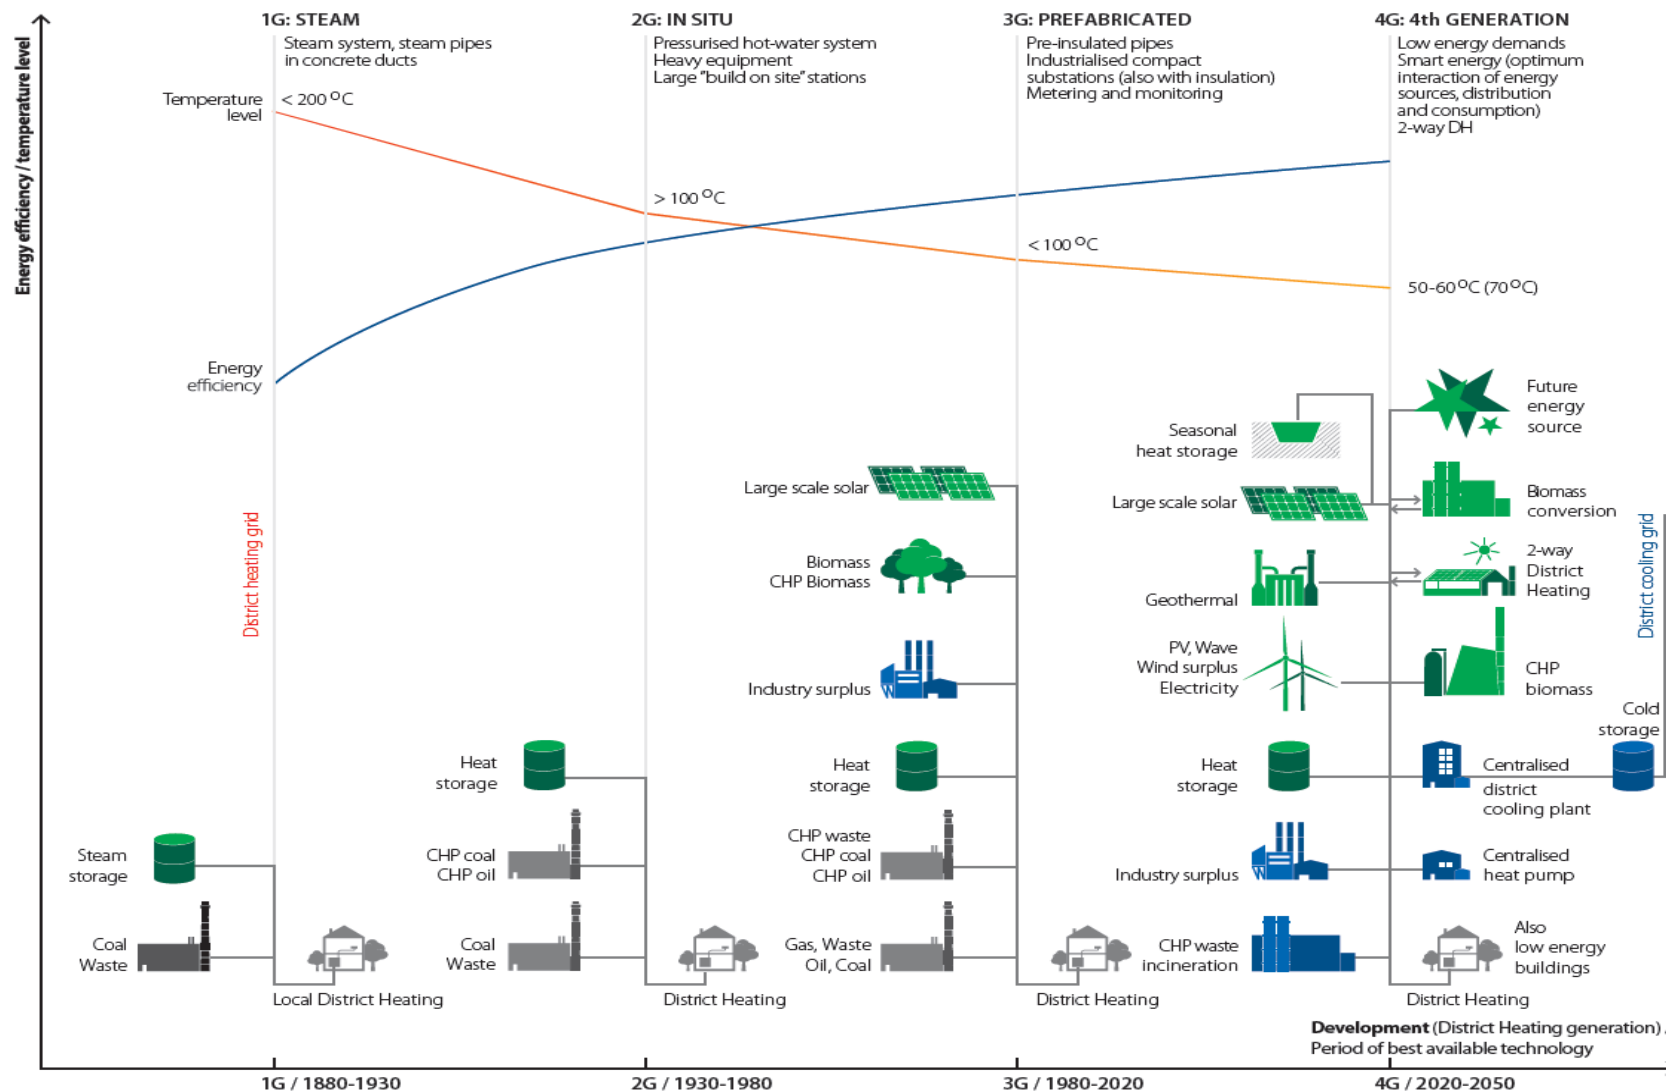 1G: STEAM
Steam system, steam pipes
in concrete ducts
2G: IN SITU
Pressurised hot-water system
Heavy equipment
Large "build on site" stations
3G: PREFABRICATED
Pre-insulated pipes
Industrialised compact
substations (also with insulation)
Metering and monitoring
4G: 4th GENERATION
Low energy demands
Smart energy (optimum
interaction of energy
sources, distribution
and consumption)
2-way DH
Energy efficiency / temperature level
Temperature
level
< 200 °C
> 100 °C
< 100 °C
50-60 °C (70 °C)
Energy
efficiency
District heating grid
Steam
storage
Coal
Waste
Local District Heating
Heat
storage
CHP coal
CHP oil
Coal
Waste
District Heating
Large scale solar
Biomass
CHP Biomass
Industry surplus
Heat
storage
CHP waste
CHP coal
CHP oil
Gas, Waste
Oil, Coal
District Heating
Seasonal
heat storage
Large scale solar
Geothermal
PV, Wave
Wind surplus
Electricity
Heat
storage
Industry surplus
CHP waste
incineration
Future
energy
source
Biomass
conversion
2-way
District
Heating
CHP
biomass
Cold
storage
Centralised
district
cooling plant
Centralised
heat pump
Also
low energy
buildings
District Heating
District cooling grid
Development (District Heating generation) /
Period of best available technology
1G / 1880-1930
2G / 1930-1980
3G / 1980-2020
4G / 2020-2050